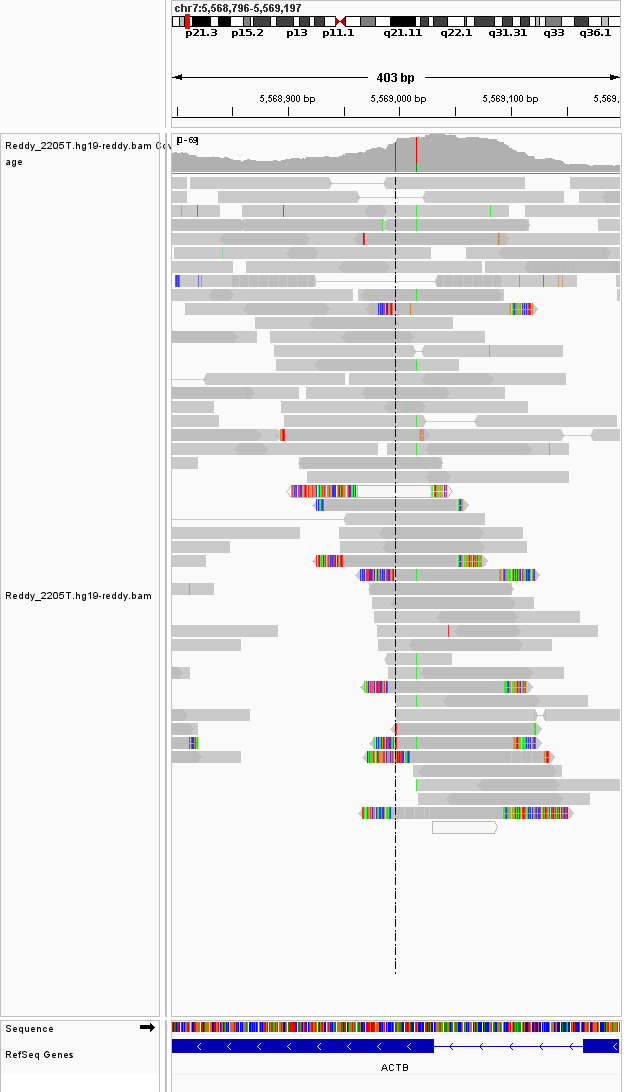 chr7:5,568,796-5,569,197
p21.3 p15.2 p13 p11.1 q21.11 q22.1 q31.31 q33 q36.1
403 bp
5,568,900 bp 5,569,000 bp 5,569,100 bp 5,569,
Reddy_2205T.hg19-reddy.bam Cov
age
[0-69]
Reddy_2205T.hg19-reddy.bam
Sequence
RefSeq Genes
ACTB